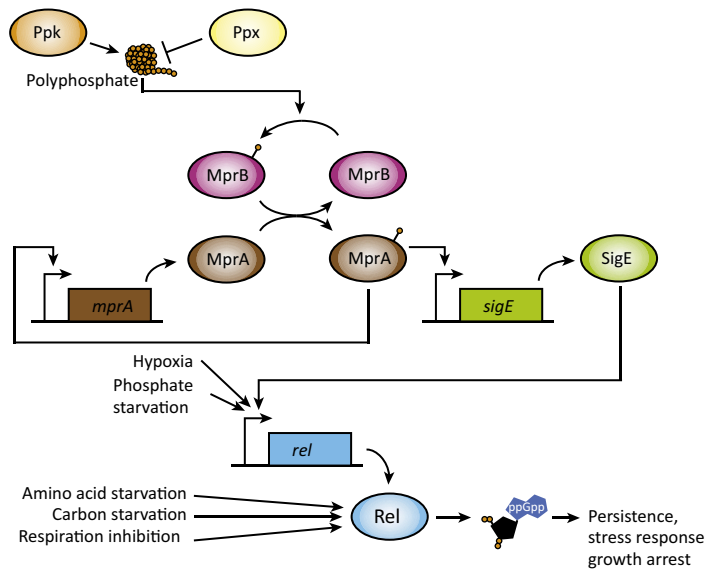 Ppk
Ppx
Polyphosphate
MprB
MprB
MprA
MprA
SigE
mprA
sigE
Hypoxia
Phosphate
starvation
rel
Amino acid starvation
Carbon starvation
Respiration inhibition
Rel
ppGpp
Persistence,
stress response
growth arrest